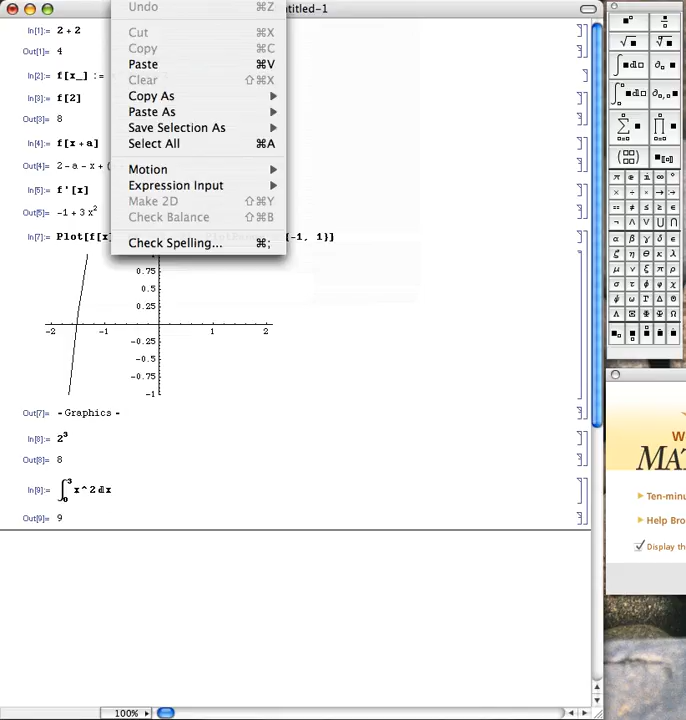 Undo ⌘Z
ntitled-1
Cut ⌘X
Copy ⌘C
Paste ⌘V
Clear ⇧⌘X
Copy As
Paste As
Save Selection As
Select All ⌘A
Motion
Expression Input
Make 2D ⇧⌘Y
Check Balance ⇧⌘B
Check Spelling... ⌘;
In[1]:= 2 + 2
Out[1]= 4
In[2]:= f[x_] :=
In[3]:= f[2]
Out[3]= 8
In[4]:= f[x + a]
Out[4]= 2 - a - x + (
In[5]:= f'[x]
Out[5]= -1 + 3 x²
In[7]:= Plot[f[x] {-1, 1}]
0.75
0.5
0.25
-2 -1 1 2
-0.25
-0.5
-0.75
-1
Out[7]= - Graphics -
In[8]:= 2³
Out[8]= 8
In[9]:= ∫₀³ x^2 dx
Out[9]= 9
100%
π e i ∞ °
× ÷ × → :→
== ≠ ≤ ≥ ∈
¬ ∧ ∨ ∪ ∩
α β γ δ ε
ζ η θ κ λ
μ ν ξ π ρ
σ τ φ φ χ
ψ ω Γ Δ Θ
Λ Ξ Φ Ψ Ω
W
MAT
Ten-minu
Help Bro
Display th